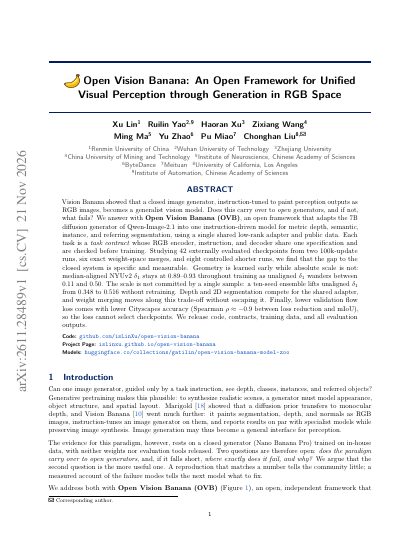 Open Vision Banana: An Open Framework for Unified
Visual Perception through Generation in RGB Space
Xu Lin1 Ruilin Yao2,9 Haoran Xu3 Zixiang Wang4
Ming Ma5 Yu Zhao6 Pu Miao7 Chonghan Liu8,✉
1Renmin University of China 2Wuhan University of Technology 3Zhejiang University
4China University of Mining and Technology 5Institute of Neuroscience, Chinese Academy of Sciences
6ByteDance 7Meituan 8University of California, Los Angeles
9Institute of Automation, Chinese Academy of Sciences
ABSTRACT
Vision Banana showed that a closed image generator, instruction-tuned to paint perception outputs as
RGB images, becomes a generalist vision model. Does this carry over to open generators, and if not,
what fails? We answer with Open Vision Banana (OVB), an open framework that adapts the 7B
diffusion generator of Qwen-Image-2.1 into one instruction-driven model for metric depth, semantic,
instance, and referring segmentation, using a single shared low-rank adapter and public data. Each
task is a task contract whose RGB encoder, instruction, and decoder share one specification and
are checked before training. Studying 42 externally evaluated checkpoints from two 100k-update
runs, six exact weight-space merges, and eight controlled shorter runs, we find that the gap to the
closed system is specific and measurable. Geometry is learned early while absolute scale is not:
median-aligned NYUv2 δ1 stays at 0.89–0.93 throughout training as unaligned δ1 wanders between
0.11 and 0.50. The scale is not committed by a single sample: a ten-seed ensemble lifts unaligned δ1
from 0.348 to 0.516 without retraining. Depth and 2D segmentation compete for the shared adapter,
and weight merging moves along this trade-off without escaping it. Finally, lower validation flow
loss comes with lower Cityscapes accuracy (Spearman ρ ≈ −0.9 between loss reduction and mIoU),
so the loss cannot select checkpoints. We release code, contracts, training data, and all evaluation
outputs.
Code: github.com/islinXu/open-vision-banana
Project Page: islinxu.github.io/open-vision-banana
Models: huggingface.co/collections/gatilin/open-vision-banana-model-zoo
1 Introduction
Can one image generator, guided only by a task instruction, see depth, classes, instances, and referred objects?
Generative pretraining makes this plausible: to synthesize realistic scenes, a generator must model appearance,
object structure, and spatial layout. Marigold [18] showed that a diffusion prior transfers to monocular
depth, and Vision Banana [10] went much further: it paints segmentation, depth, and normals as RGB
images, instruction-tunes an image generator on them, and reports results on par with specialist models while
preserving image synthesis. Image generation may thus become a general interface for perception.
The evidence for this paradigm, however, rests on a closed generator (Nano Banana Pro) trained on in-house
data, with neither weights nor evaluation tools released. Two questions are therefore open: does the paradigm
carry over to open generators, and, if it falls short, where exactly does it fail, and why? We argue that the
second question is the more useful one. A reproduction that matches a number tells the community little; a
measured account of the failure modes tells the next model what to fix.
We address both with Open Vision Banana (OVB) (Figure 1), an open, independent framework that
✉ Corresponding author.
1
arXiv:2611.28489v1 [cs.CV] 21 Nov 2026